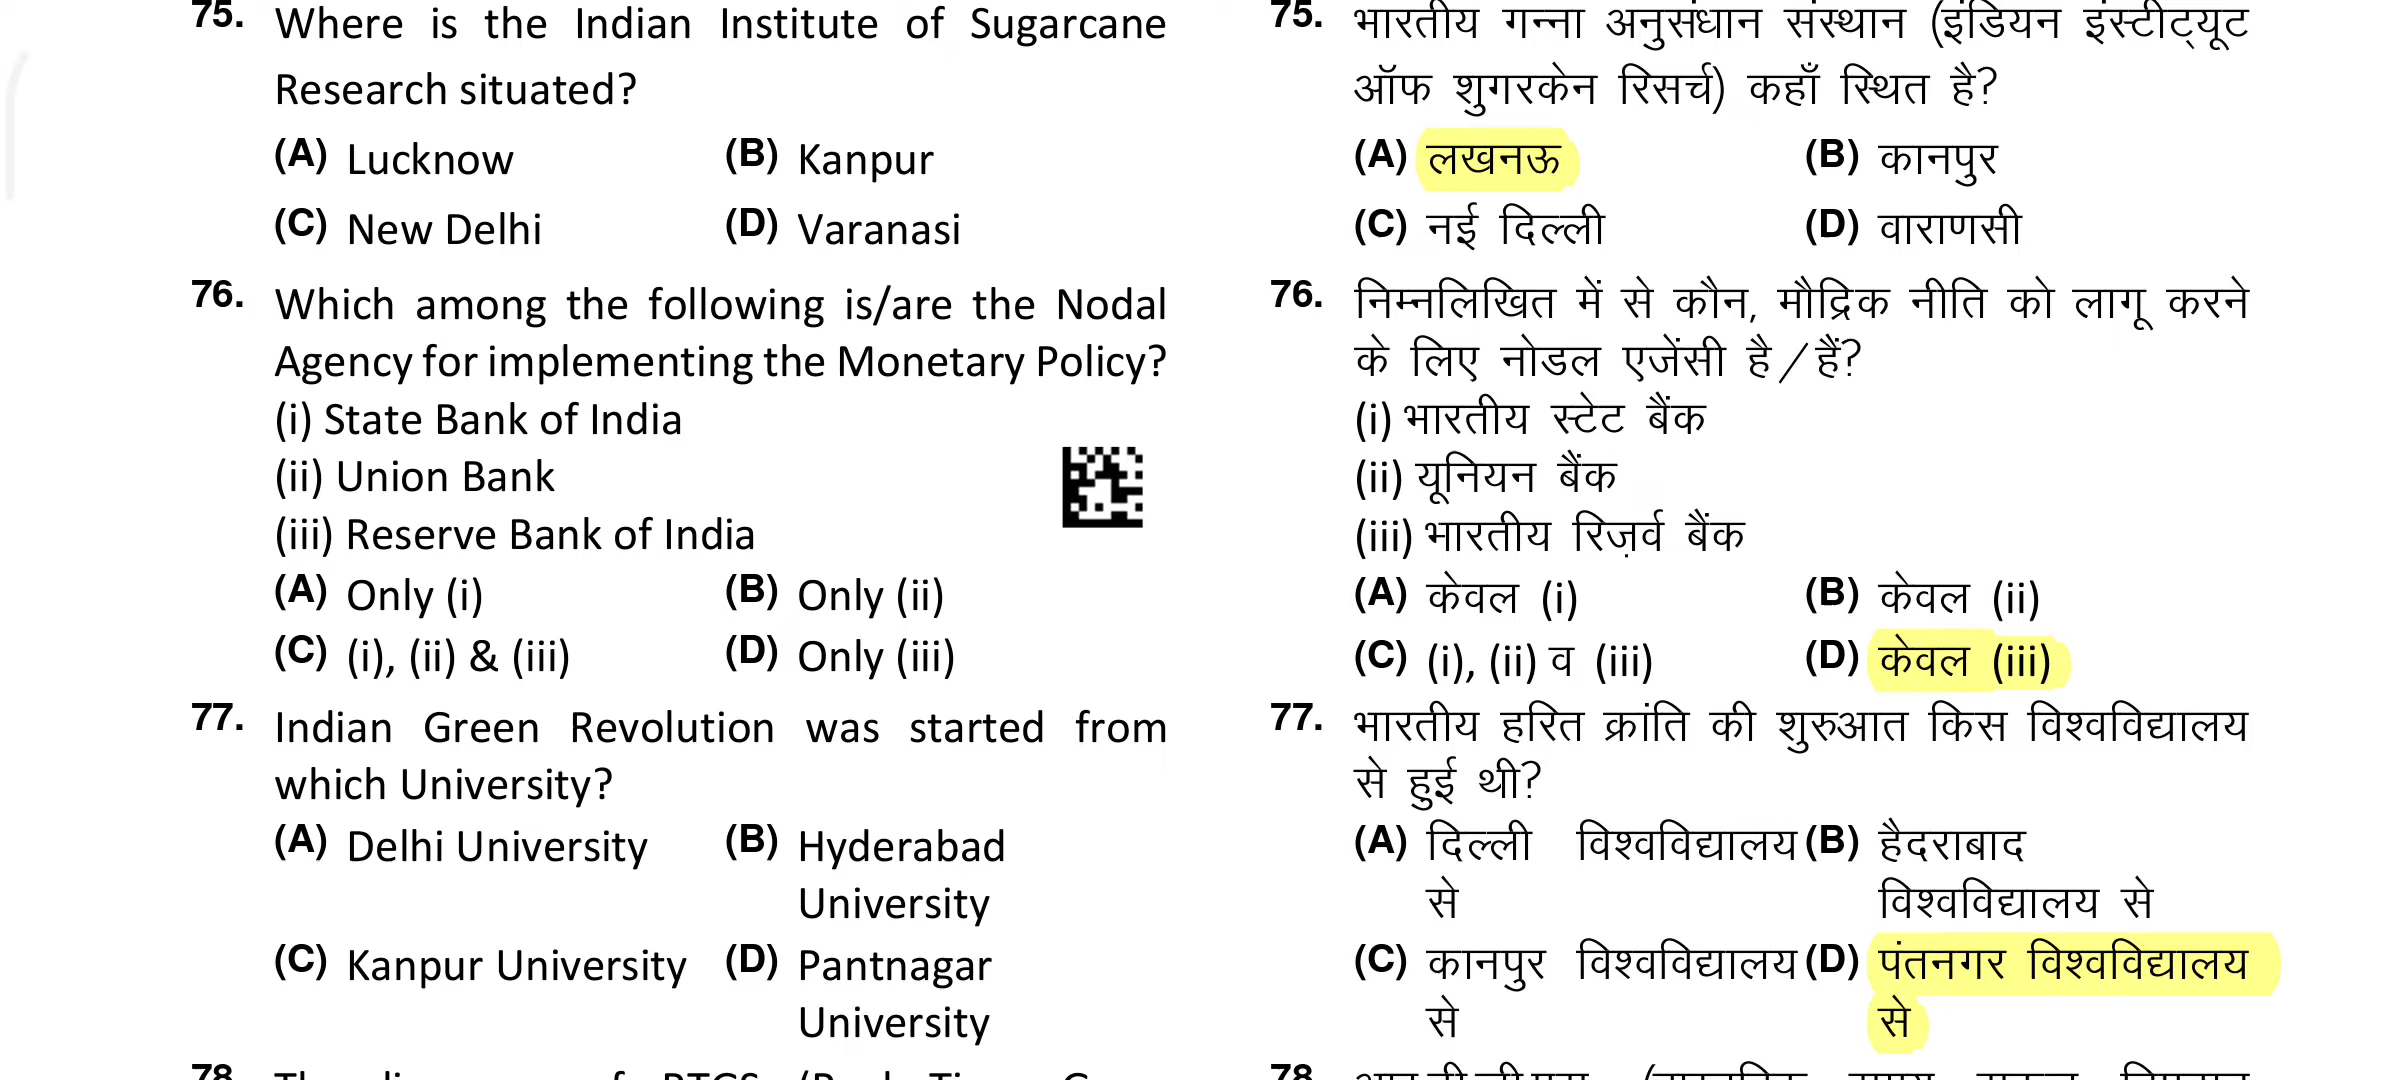 75. Where is the Indian Institute of Sugarcane
Research situated?
(A) Lucknow (B) Kanpur
(C) New Delhi (D) Varanasi
76. Which among the following is/are the Nodal
Agency for implementing the Monetary Policy?
(i) State Bank of India
(ii) Union Bank
(iii) Reserve Bank of India
(A) Only (i) (B) Only (ii)
(C) (i), (ii) & (iii) (D) Only (iii)
77. Indian Green Revolution was started from
which University?
(A) Delhi University (B) Hyderabad
University
(C) Kanpur University (D) Pantnagar
University
78.
75. भारतीय गन्ना अनुसंधान संस्थान (इंडियन इंस्टीट्यूट
ऑफ शुगरकेन रिसर्च) कहाँ स्थित है?
(A) लखनऊ (B) कानपुर
(C) नई दिल्ली (D) वाराणसी
76. निम्नलिखित में से कौन, मौद्रिक नीति को लागू करने
के लिए नोडल एजेंसी है/हैं?
(i) भारतीय स्टेट बैंक
(ii) यूनियन बैंक
(iii) भारतीय रिज़र्व बैंक
(A) केवल (i) (B) केवल (ii)
(C) (i), (ii) व (iii) (D) केवल (iii)
77. भारतीय हरित क्रांति की शुरुआत किस विश्वविद्यालय
से हुई थी?
(A) दिल्ली विश्वविद्यालय (B) हैदराबाद
से विश्वविद्यालय से
(C) कानपुर विश्वविद्यालय (D) पंतनगर विश्वविद्यालय
से से
78.